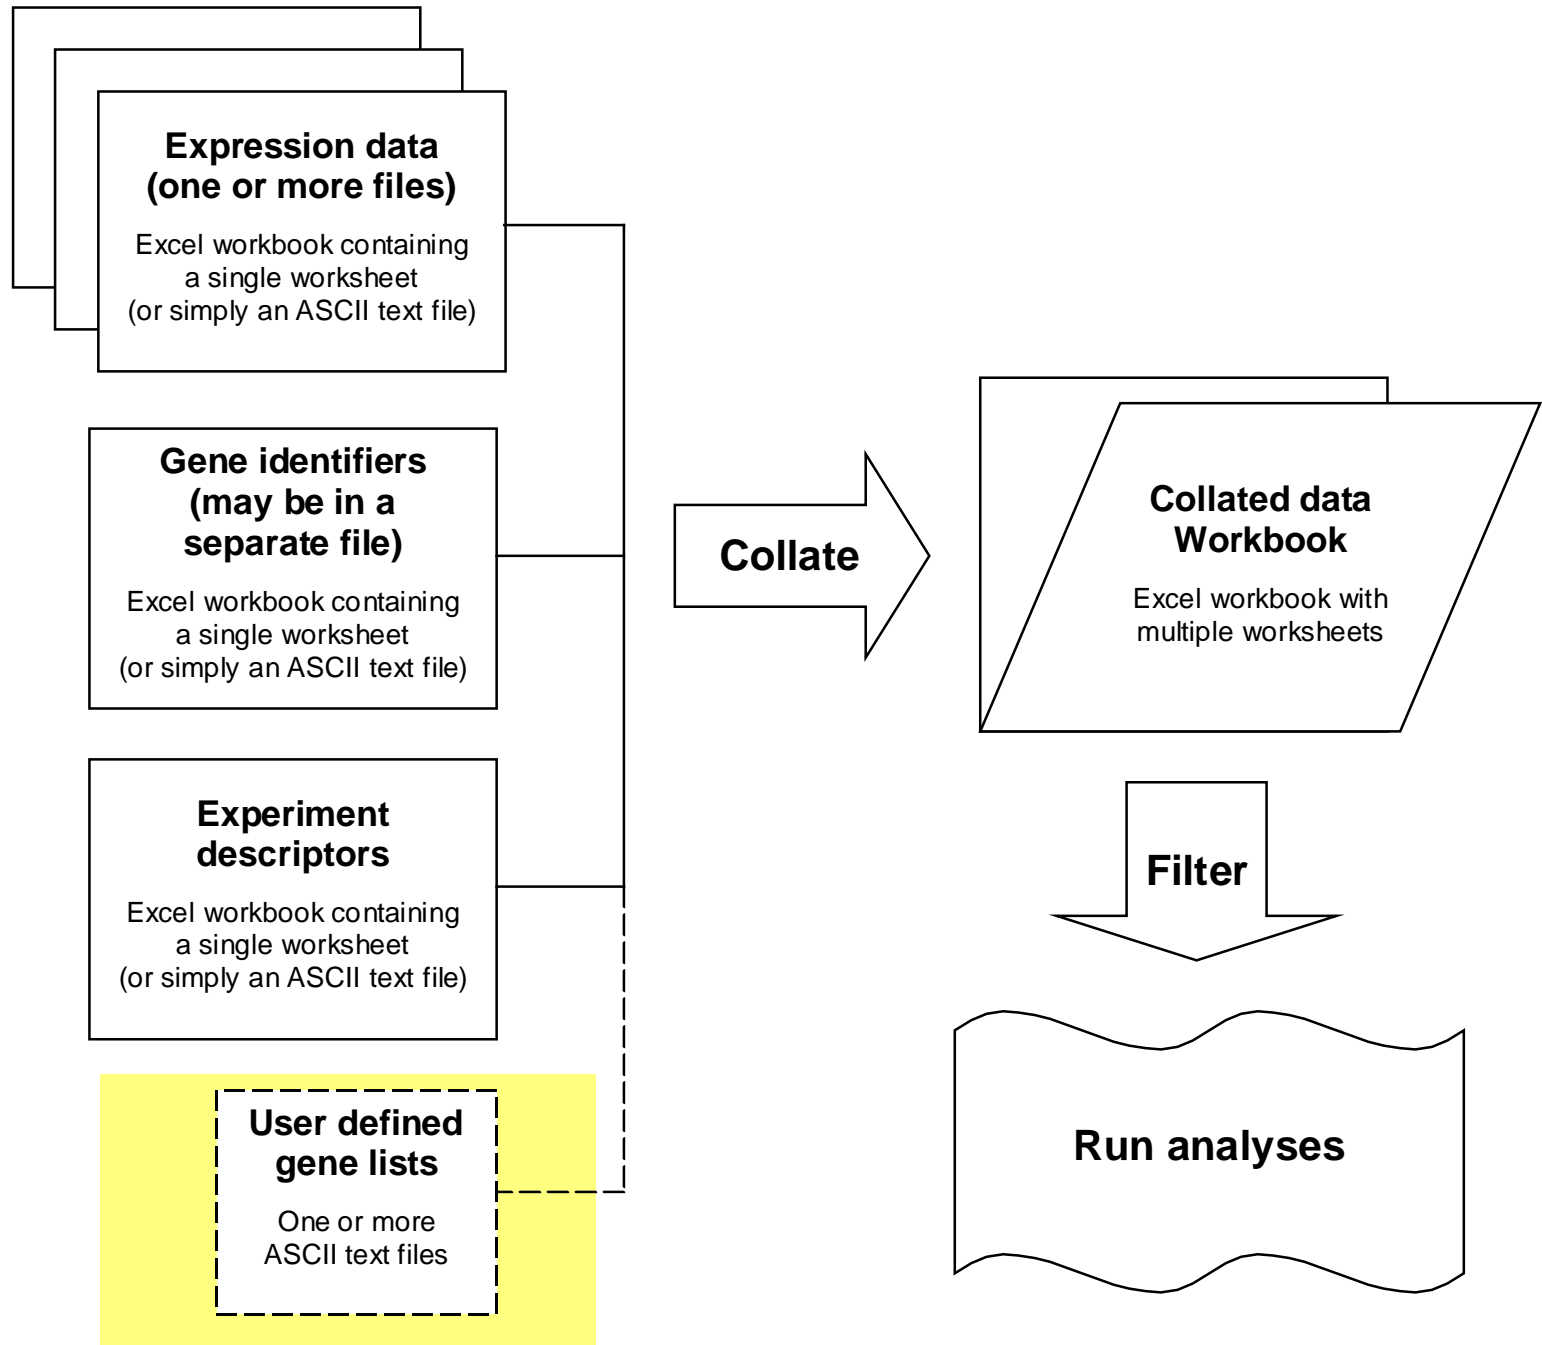 Expression data
(one or more files)
Excel workbook containing
a single worksheet
(or simply an ASCII text file)
Gene identifiers
(may be in a
separate file)
Excel workbook containing
a single worksheet
(or simply an ASCII text file)
Experiment
descriptors
Excel workbook containing
a single worksheet
(or simply an ASCII text file)
User defined
gene lists
One or more
ASCII text files
Collate
Collated data
Workbook
Excel workbook with
multiple worksheets
Filter
Run analyses